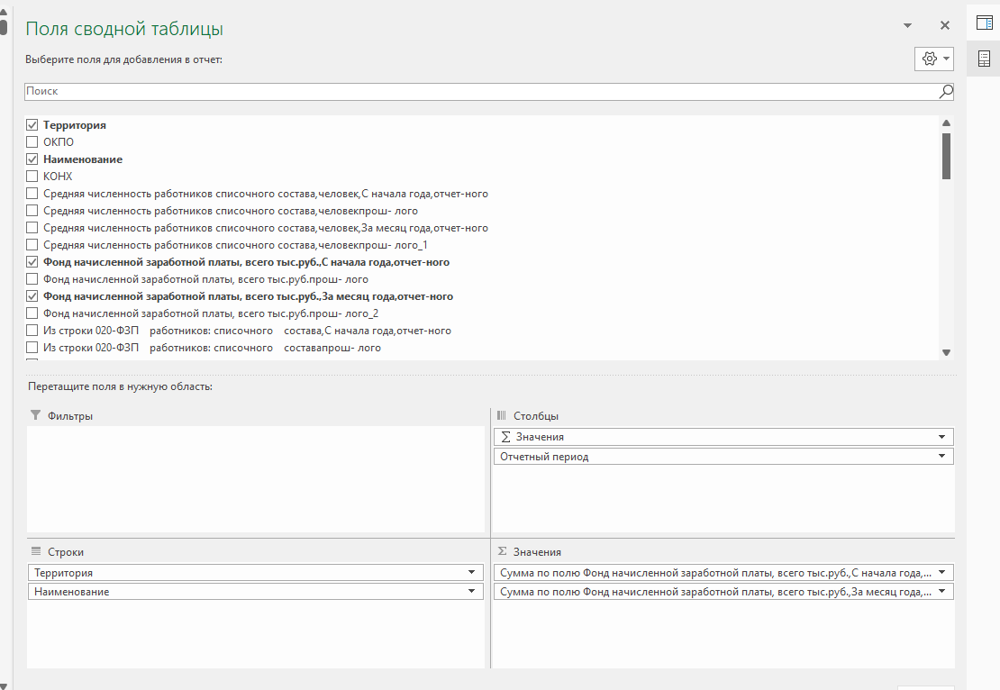 Поля сводной таблицы
Выберите поля для добавления в отчет:
Поиск
Территория
ОКПО
Наименование
КОНХ
Средняя численность работников списочного состава,человек,С начала года,отчет-ного
Средняя численность работников списочного состава,человекпрош- лого
Средняя численность работников списочного состава,человек,За месяц года,отчет-ного
Средняя численность работников списочного состава,человекпрош- лого_1
Фонд начисленной заработной платы, всего тыс.руб.,С начала года,отчет-ного
Фонд начисленной заработной платы, всего тыс.руб.прош- лого
Фонд начисленной заработной платы, всего тыс.руб.,За месяц года,отчет-ного
Фонд начисленной заработной платы, всего тыс.руб.прош- лого_2
Из строки 020-ФЗП    работников: списочного    состава,С начала года,отчет-ного
Из строки 020-ФЗП    работников: списочного    составапрош- лого
Перетащите поля в нужную область:
Фильтры
Столбцы
Σ Значения
Отчетный период
Строки
Территория
Наименование
Σ Значения
Сумма по полю Фонд начисленной заработной платы, всего тыс.руб.,С начала года,...
Сумма по полю Фонд начисленной заработной платы, всего тыс.руб.,За месяц года,...